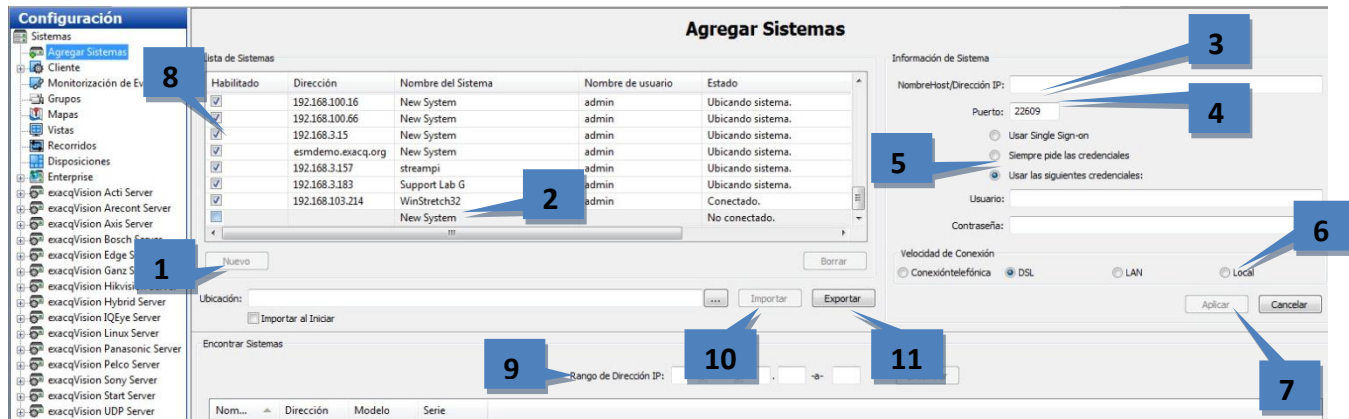 Configuración
Sistemas
Agregar Sistemas
Cliente
Monitorización de Ev
Grupos
Mapas
Vistas
Recorridos
Disposiciones
Enterprise
exacqVision Acti Server
exacqVision Arecont Server
exacqVision Axis Server
exacqVision Bosch Server
exacqVision Edge S
exacqVision Ganz S
exacqVision Hikvision Server
exacqVision Hybrid Server
exacqVision IQEye Server
exacqVision Linux Server
exacqVision Panasonic Server
exacqVision Pelco Server
exacqVision Sony Server
exacqVision Start Server
exacqVision UDP Server
Agregar Sistemas
Lista de Sistemas
Habilitado Dirección Nombre del Sistema Nombre de usuario Estado
192.168.100.16 New System admin Ubicando sistema.
192.168.100.66 New System admin Ubicando sistema.
192.168.3.15 New System admin Ubicando sistema.
esmdemo.exacq.org New System admin Ubicando sistema.
192.168.3.157 streampi admin Ubicando sistema.
192.168.3.183 Support Lab G admin Ubicando sistema.
192.168.103.214 WinStretch32 admin Conectado.
New System No conectado.
8
2
1
Nuevo Borrar
Ubicación: ... Importar Exportar
Importar al Iniciar
Encontrar Sistemas
10
11
9
Rango de Dirección IP: . -a-
Nom... Dirección Modelo Serie
Información de Sistema
3
NombreHost/Dirección IP:
Puerto: 22609
4
Usar Single Sign-on
Siempre pide las credenciales
5
Usar las siguientes credenciales:
Usuario:
Contraseña:
6
Velocidad de Conexión
Conexióntelefónica DSL LAN Local
Aplicar Cancelar
7